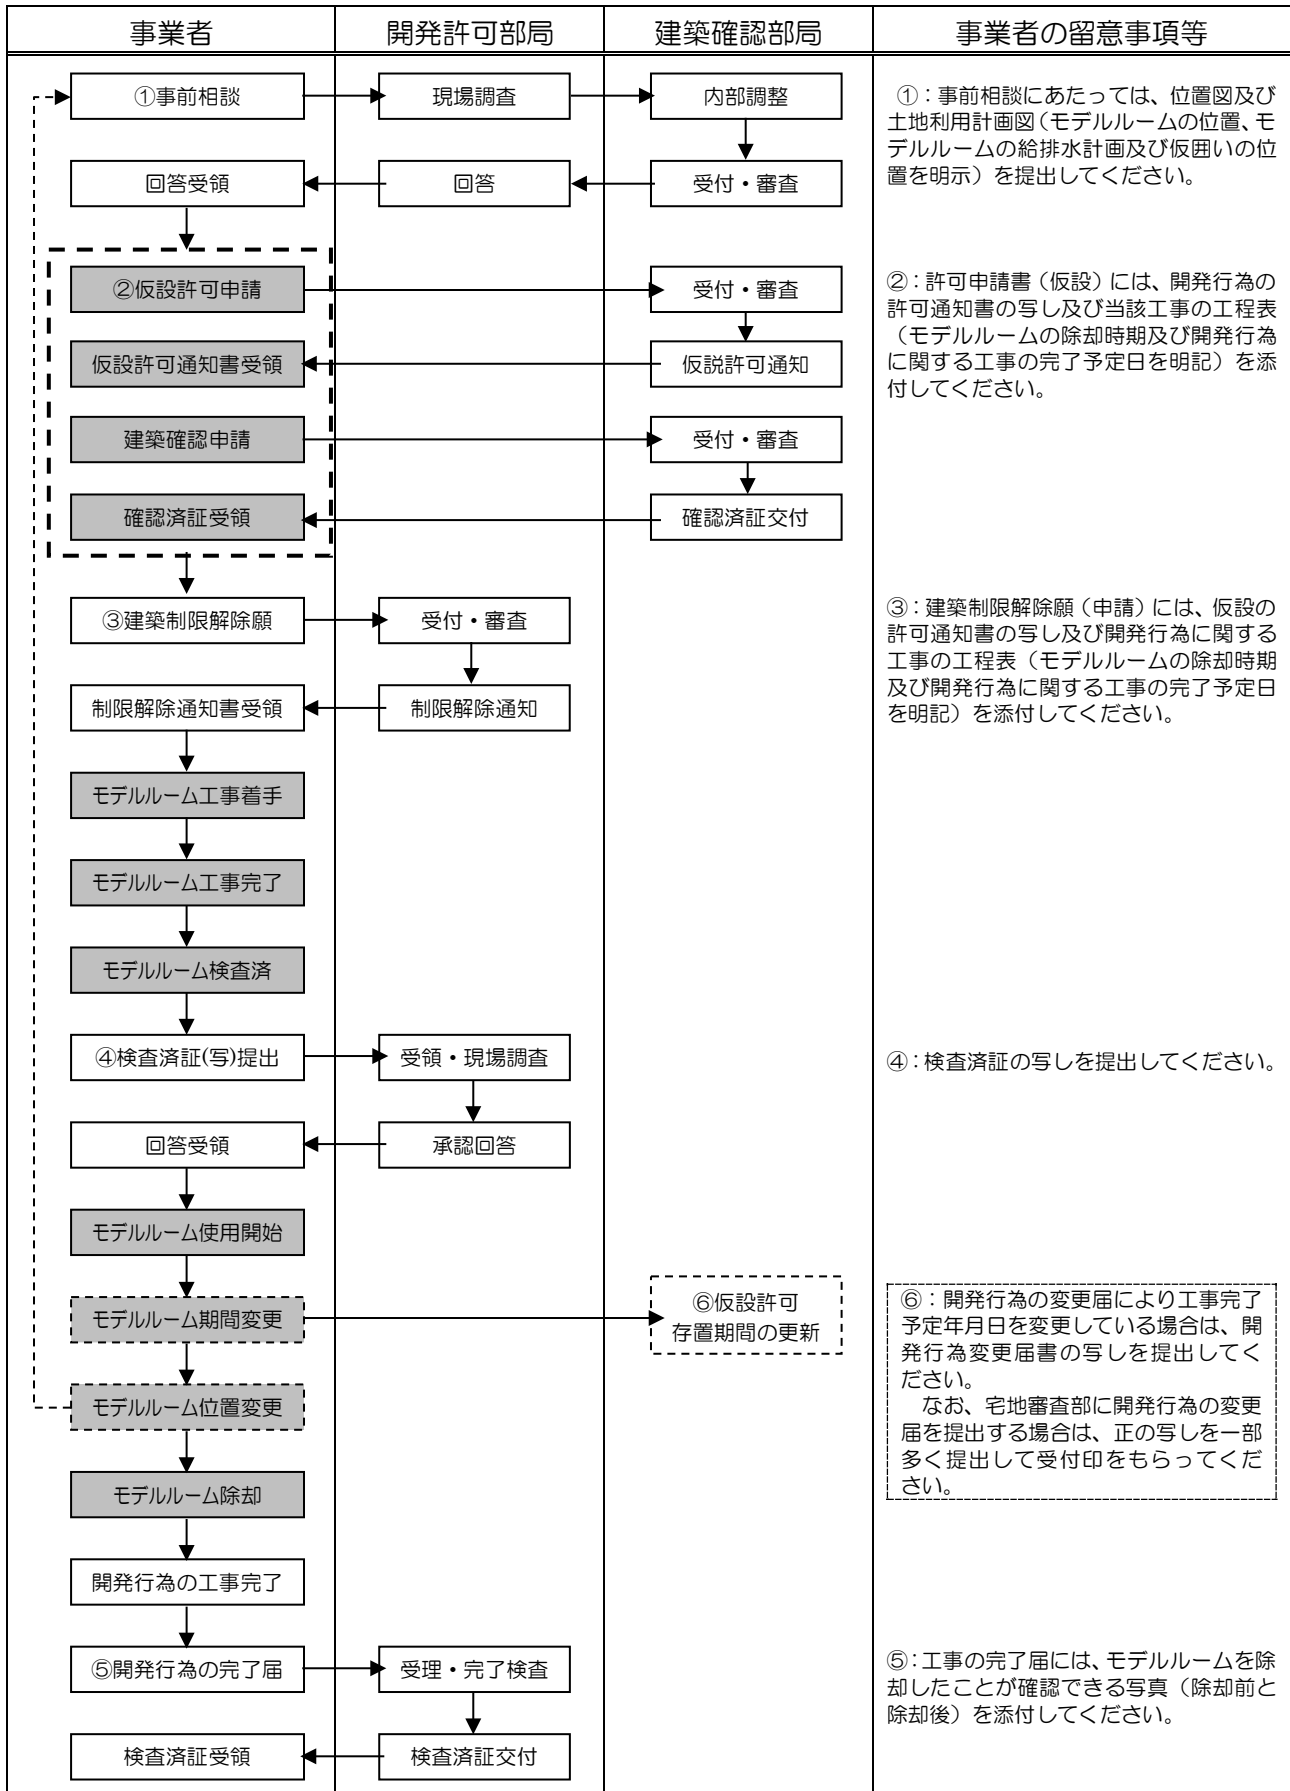 事業者
開発許可部局
建築確認部局
事業者の留意事項等
①事前相談
現場調査
内部調整
①：事前相談にあたっては、位置図及び
土地利用計画図（モデルルームの位置、モ
デルルームの給排水計画及び仮囲いの位
置を明示）を提出してください。
回答受領
回答
受付・審査
②仮設許可申請
受付・審査
②：許可申請書（仮設）には、開発行為の
許可通知書の写し及び当該工事の工程表
（モデルルームの除却時期及び開発行為
に関する工事の完了予定日を明記）を添
付してください。
仮設許可通知書受領
仮説許可通知
建築確認申請
受付・審査
確認済証受領
確認済証交付
③建築制限解除願
受付・審査
③：建築制限解除願（申請）には、仮設の
許可通知書の写し及び開発行為に関する
工事の工程表（モデルルームの除却時期
及び開発行為に関する工事の完了予定日
を明記）を添付してください。
制限解除通知書受領
制限解除通知
モデルルーム工事着手
モデルルーム工事完了
モデルルーム検査済
④検査済証(写)提出
受領・現場調査
④：検査済証の写しを提出してください。
回答受領
承認回答
モデルルーム使用開始
モデルルーム期間変更
⑥仮設許可
存置期間の更新
⑥：開発行為の変更届により工事完了
予定年月日を変更している場合は、開
発行為変更届書の写しを提出してく
ださい。
なお、宅地審査部に開発行為の変更
届を提出する場合は、正の写しを一部
多く提出して受付印をもらってくだ
さい。
モデルルーム位置変更
モデルルーム除却
開発行為の工事完了
⑤開発行為の完了届
受理・完了検査
⑤：工事の完了届には、モデルルームを除
却したことが確認できる写真（除却前と
除却後）を添付してください。
検査済証受領
検査済証交付